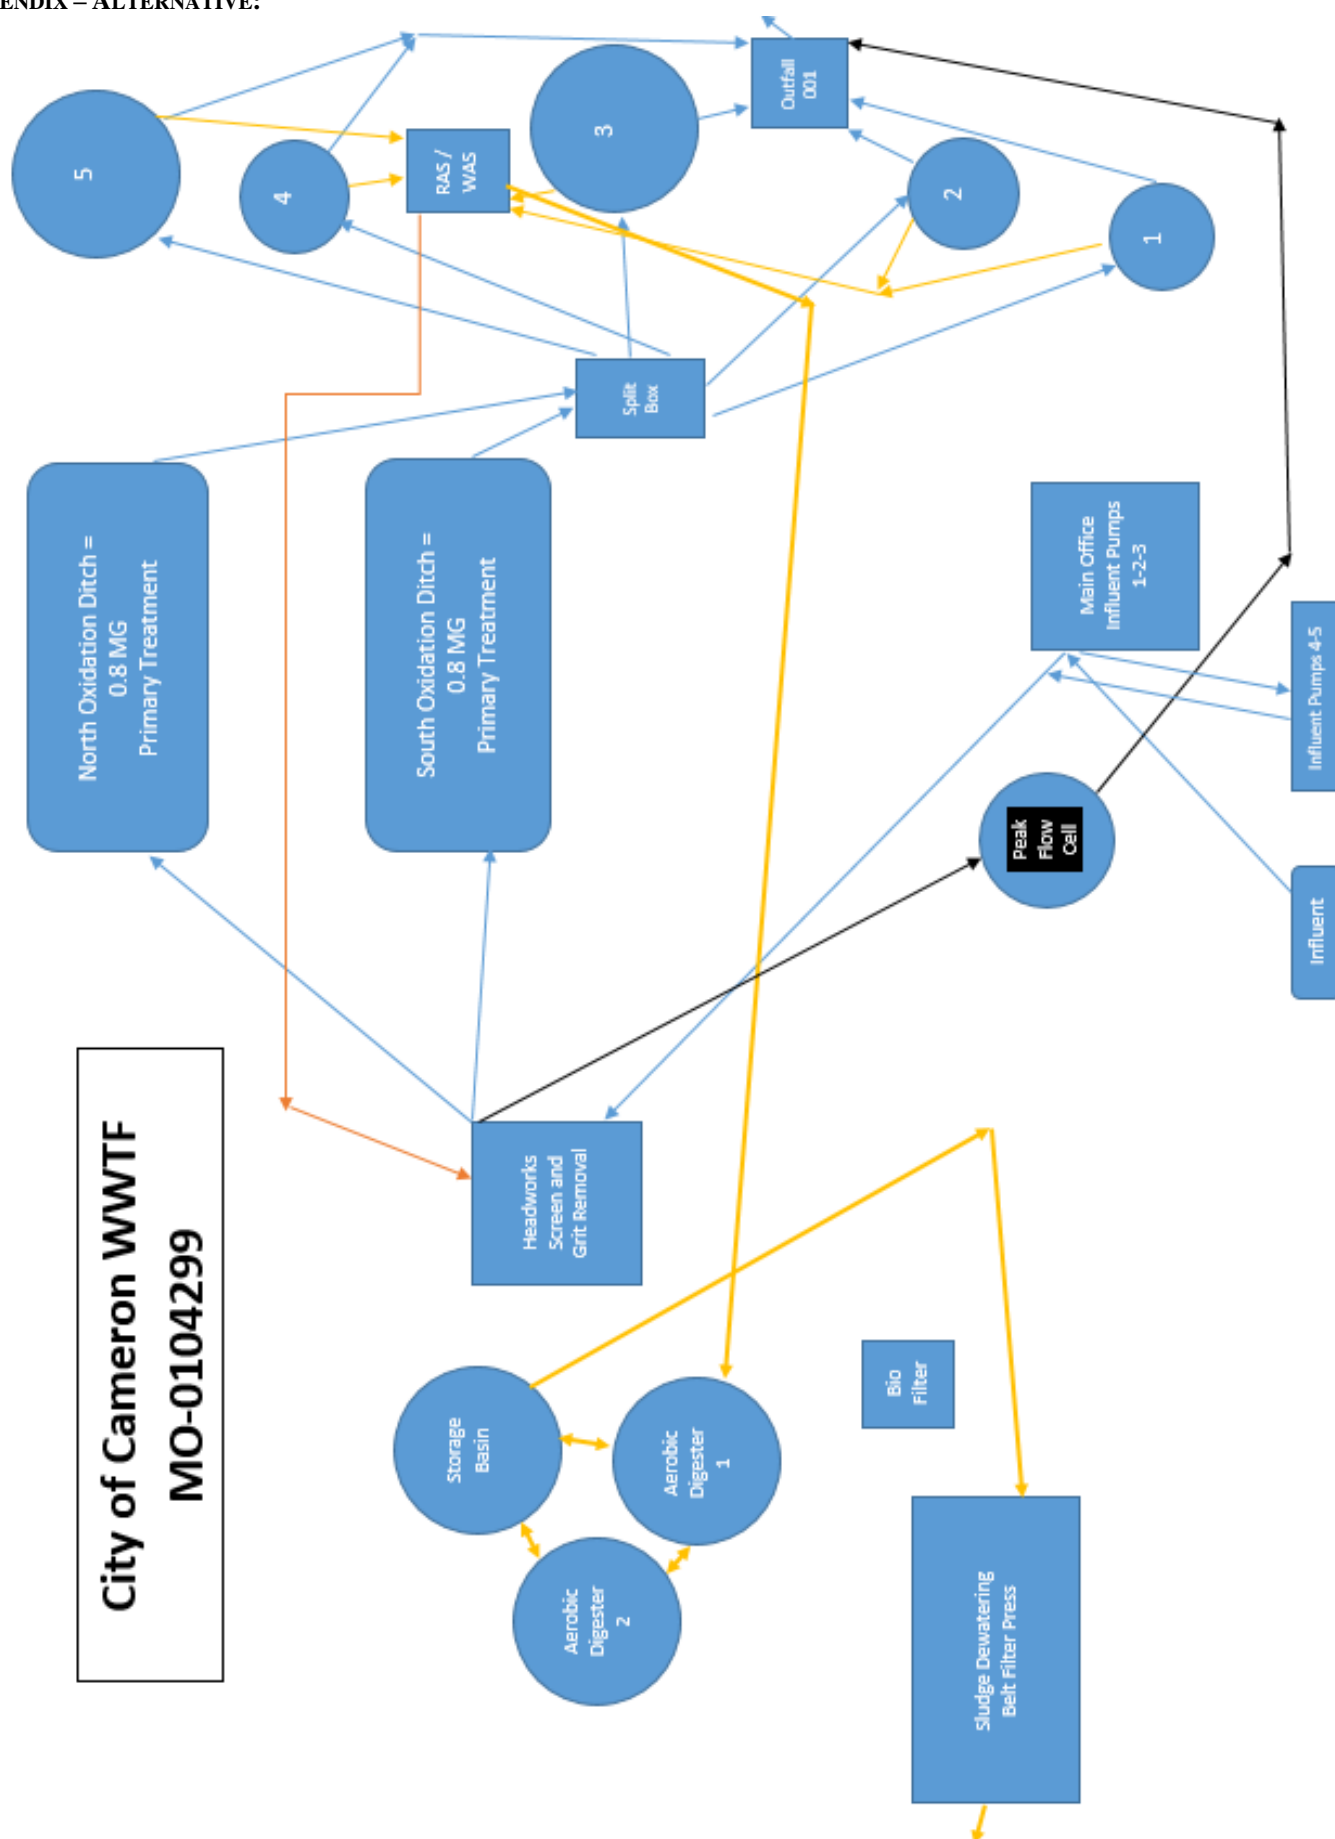 ENDIX – ALTERNATIVE:
City of Cameron WWTF
MO-0104299
North Oxidation Ditch =
0.8 MG
Primary Treatment
South Oxidation Ditch =
0.8 MG
Primary Treatment
5
4
RAS /
WAS
3
Outfall
001
2
1
Split
Box
Main Office
Influent Pumps
1-2-3
Influent Pumps 4-5
Influent
Peak
Flow
Cell
Headworks
Screen and
Grit Removal
Storage
Basin
Aerobic
Digester
1
Aerobic
Digester
2
Bio
Filter
Sludge Dewatering
Belt Filter Press